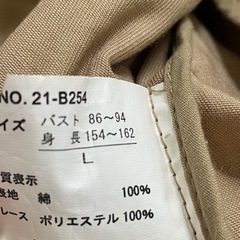 NO. 21-B254
イズ バスト 86～94
身 長 154～162
L
質表示
表地 綿 100%
レース ポリエステル 100%